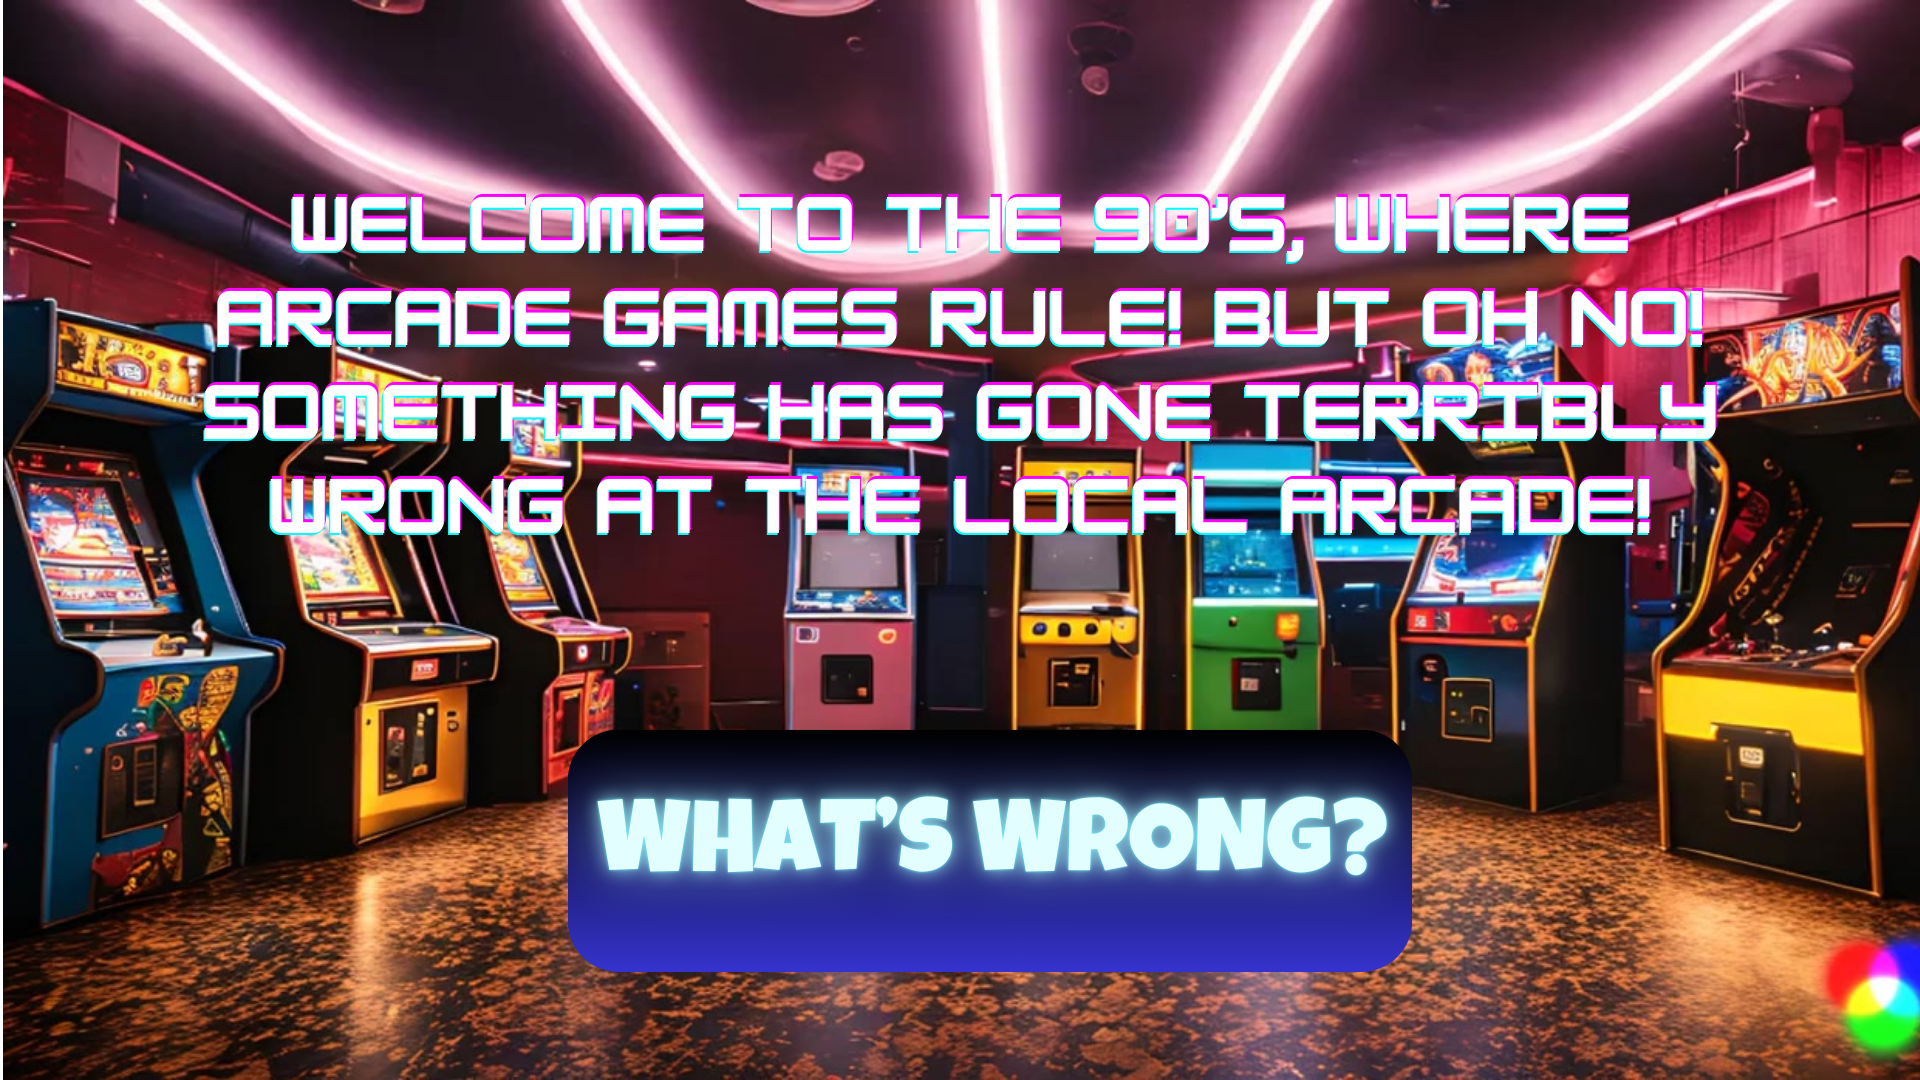 WELCOME TO THE 90'S, WHERE
ARCADE GAMES RULE! BUT OH NO!
SOMETHING HAS GONE TERRIBLY
WRONG AT THE LOCAL ARCADE!
WHAT'S WRONG?